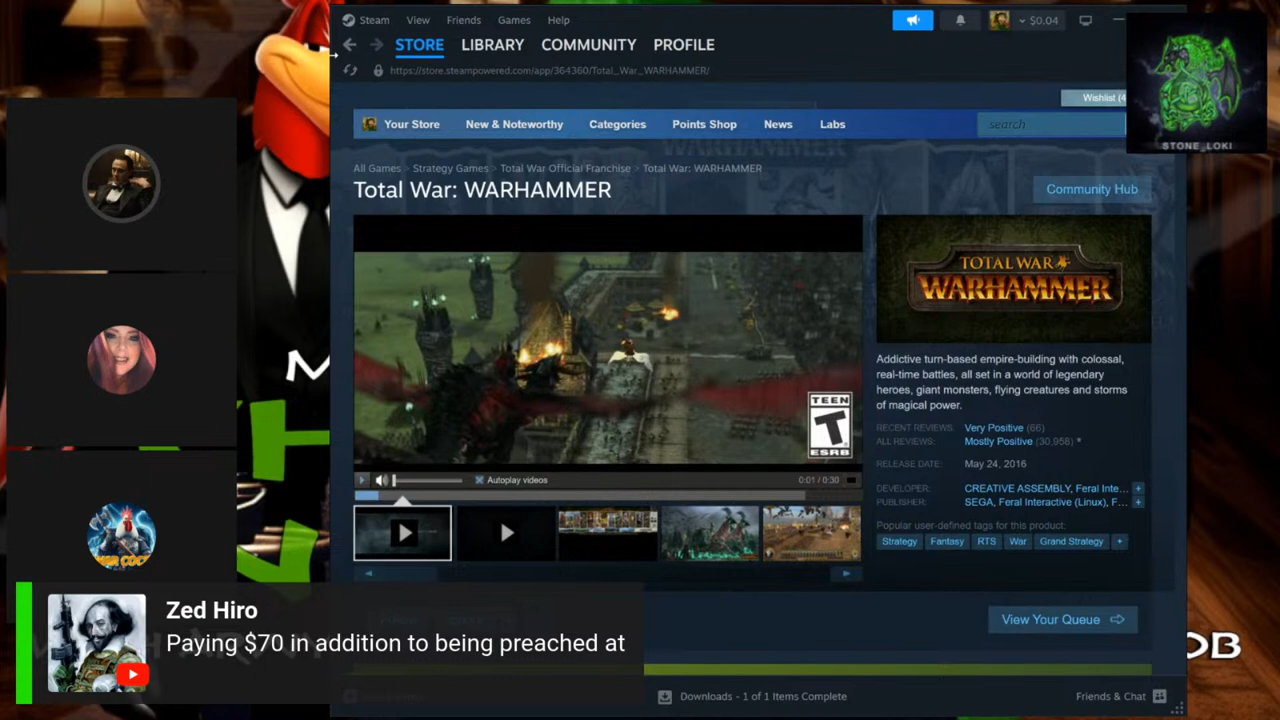 Steam View Friends Games Help
$0.04
STORE LIBRARY COMMUNITY PROFILE
https://store.steampowered.com/app/364360/Total_War_WARHAMMER/
Wishlist (4
Your Store New & Noteworthy Categories Points Shop News Labs
search
STONE_LOKI
All Games > Strategy Games > Total War Official Franchise > Total War: WARHAMMER
Total War: WARHAMMER
Community Hub
TOTAL WAR
WARHAMMER
Addictive turn-based empire-building with colossal,
real-time battles, all set in a world of legendary
heroes, giant monsters, flying creatures and storms
of magical power.
RECENT REVIEWS: Very Positive (66)
ALL REVIEWS: Mostly Positive (30,958) *
RELEASE DATE: May 24, 2016
DEVELOPER: CREATIVE ASSEMBLY, Feral Inte... +
PUBLISHER: SEGA, Feral Interactive (Linux), F... +
Popular user-defined tags for this product:
Strategy Fantasy RTS War Grand Strategy +
TEEN
T
ESRB
Autoplay videos
0:01 / 0:30
View Your Queue
Zed Hiro
Paying $70 in addition to being preached at
OB
Downloads - 1 of 1 Items Complete
Friends & Chat